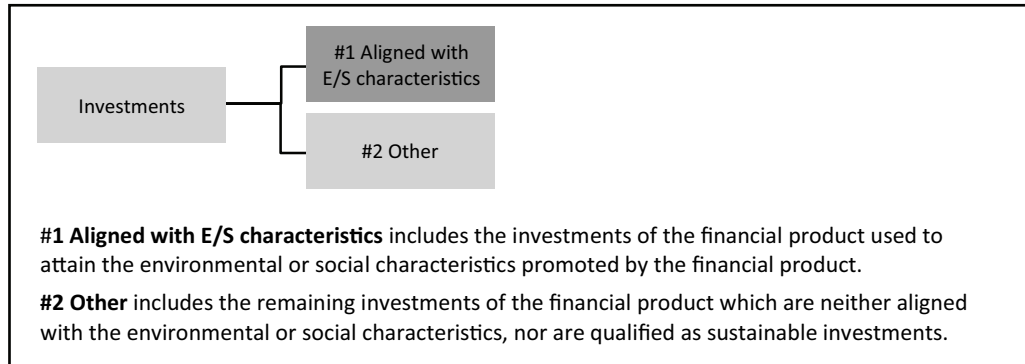 #1 Aligned with
E/S characteristics
Investments
#2 Other
#1 Aligned with E/S characteristics includes the investments of the financial product used to
attain the environmental or social characteristics promoted by the financial product.
#2 Other includes the remaining investments of the financial product which are neither aligned
with the environmental or social characteristics, nor are qualified as sustainable investments.